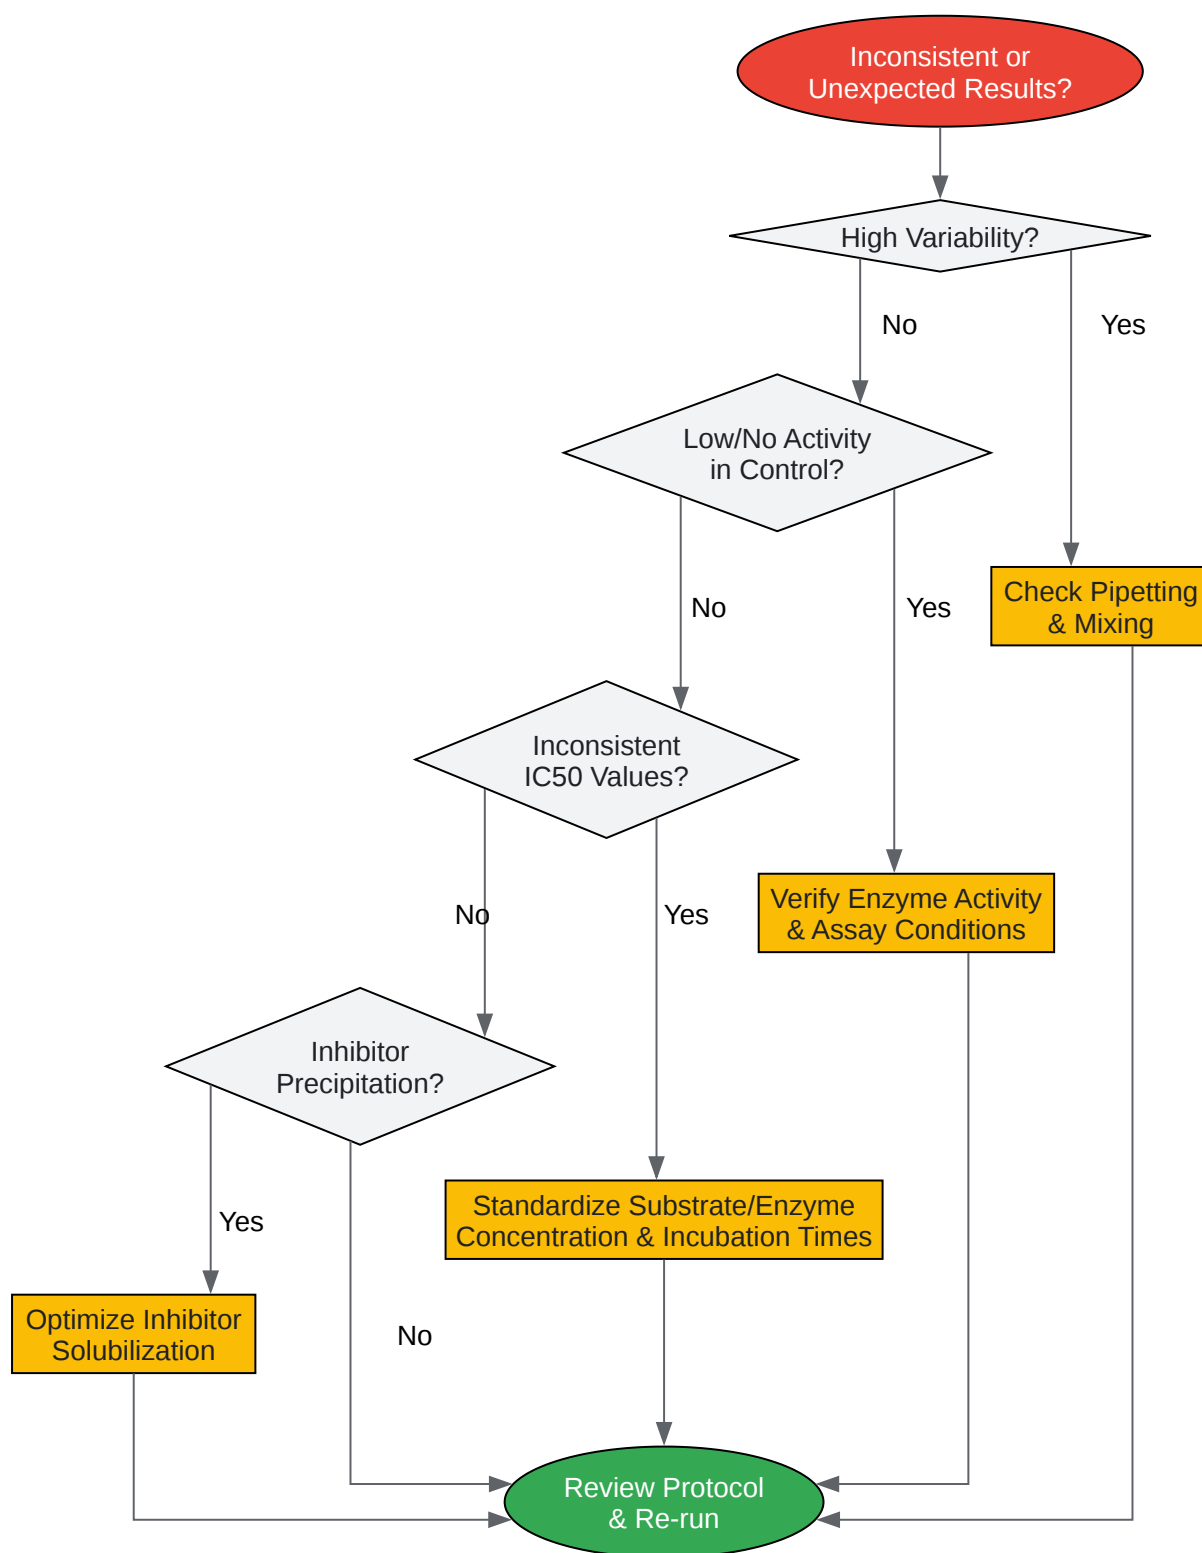 Inconsistent or
Unexpected Results?
High Variability?
No
Yes
Low/No Activity
in Control?
Check Pipetting
& Mixing
No
Yes
Inconsistent
IC50 Values?
Verify Enzyme Activity
& Assay Conditions
No
Yes
Inhibitor
Precipitation?
Standardize Substrate/Enzyme
Concentration & Incubation Times
Yes
Optimize Inhibitor
Solubilization
No
Review Protocol
& Re-run